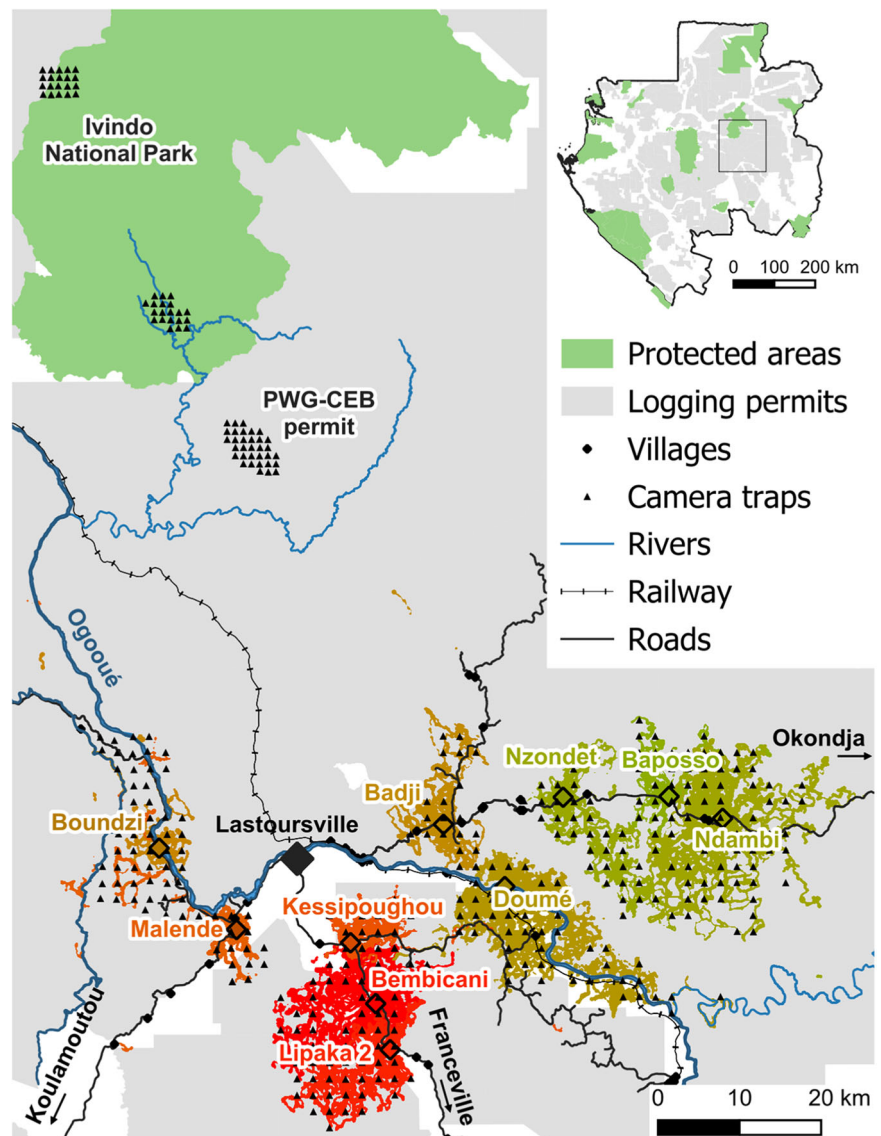 Ivindo
National Park
0 100 200 km
Protected areas
Logging permits
Villages
Camera traps
Rivers
Railway
Roads
PWG-CEB
permit
Ogooué
Okondja
Nzondet
Baposso
Badji
Ndambi
Boundzi
Lastoursville
Doumé
Kessipoughou
Malende
Bembicani
Lipaka 2
Koulamoutou
Franceville
0 10 20 km